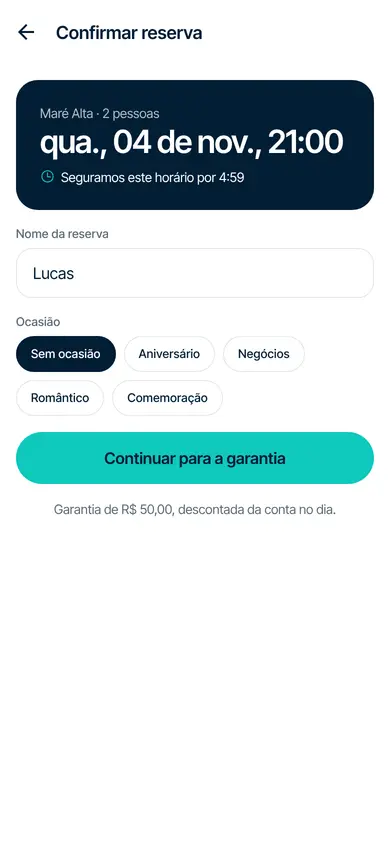 Confirmar reserva
Maré Alta · 2 pessoas
qua., 04 de nov., 21:00
Seguramos este horário por 4:59
Nome da reserva
Lucas
Ocasião
Sem ocasião
Aniversário
Negócios
Romântico
Comemoração
Continuar para a garantia
Garantia de R$ 50,00, descontada da conta no dia.